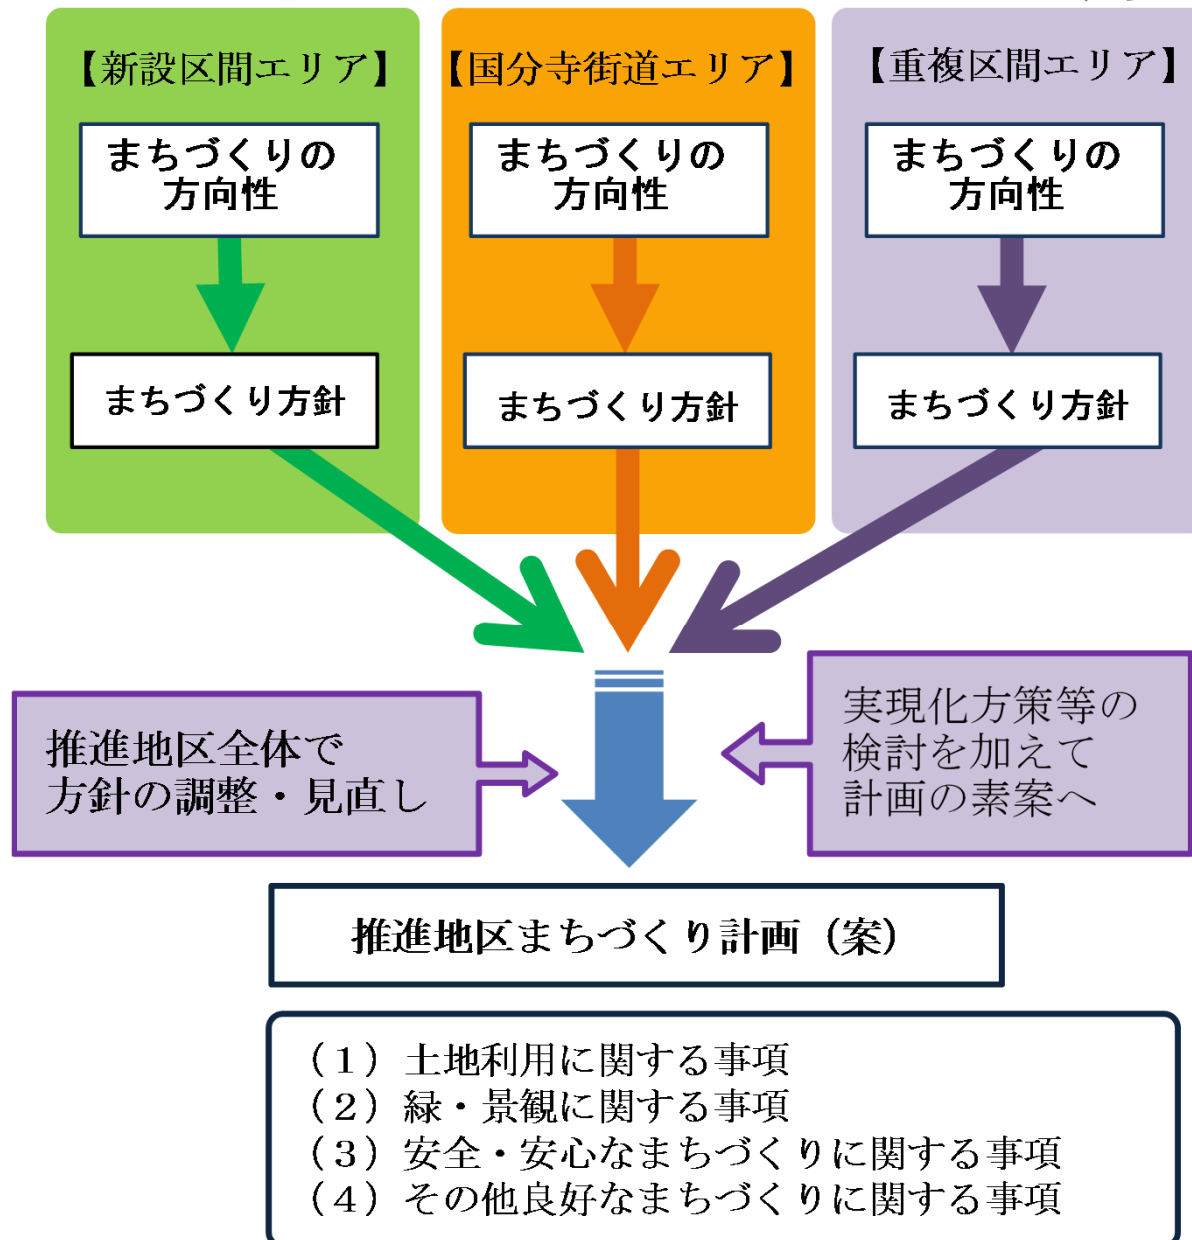 【新設区間エリア】
まちづくりの
方向性
まちづくり方針
【国分寺街道エリア】
まちづくりの
方向性
まちづくり方針
【重複区間エリア】
まちづくりの
方向性
まちづくり方針
推進地区全体で
方針の調整・見直し
実現化方策等の
検討を加えて
計画の素案へ
推進地区まちづくり計画（案）
（１）土地利用に関する事項
（２）緑・景観に関する事項
（３）安全・安心なまちづくりに関する事項
（４）その他良好なまちづくりに関する事項